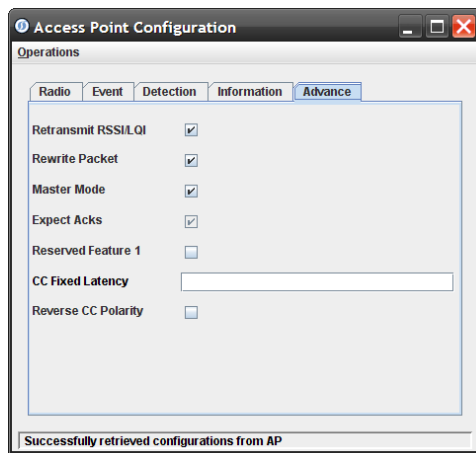 Access Point Configuration
Operations
Radio Event Detection Information Advance
Retransmit RSSI/LQI
Rewrite Packet
Master Mode
Expect Acks
Reserved Feature 1
CC Fixed Latency
Reverse CC Polarity
Successfully retrieved configurations from AP